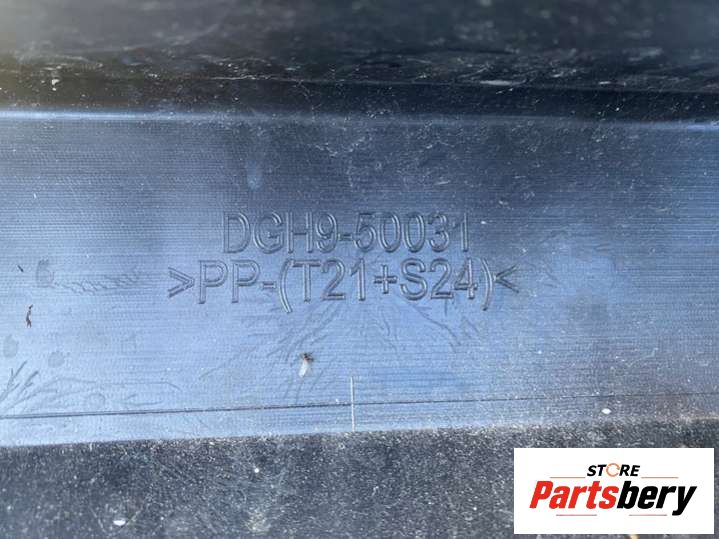 DGH9-50031
>PP-(T21+S24)<
STORE
Partsbery